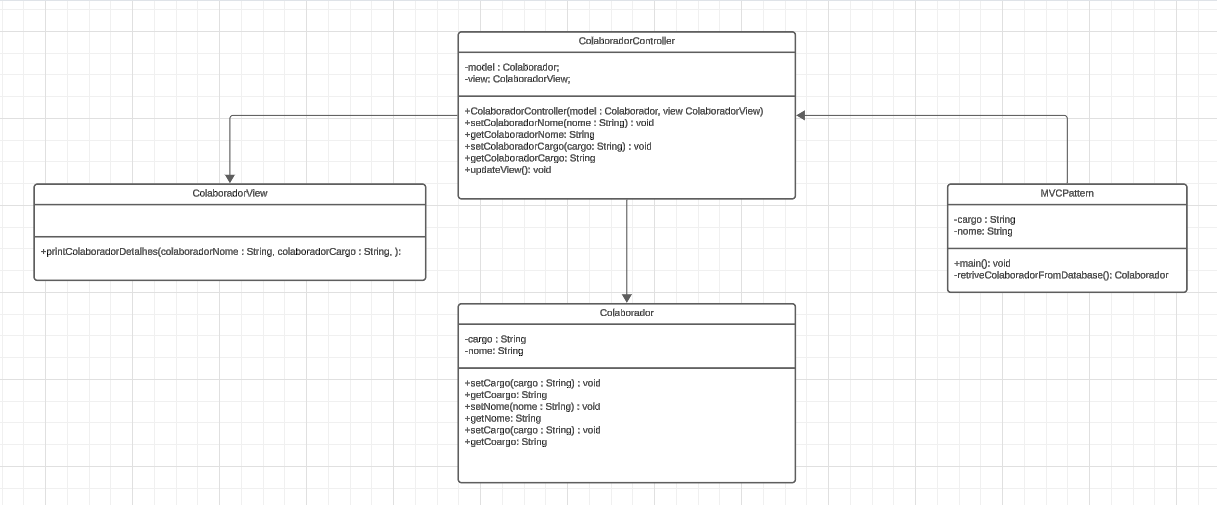 ColaboradorController
-model : Colaborador;
-view: ColaboradorView;
+ColaboradorController(model : Colaborador, view ColaboradorView)
+setColaboradorNome(nome : String) : void
+getColaboradorNome: String
+setColaboradorCargo(cargo: String) : void
+getColaboradorCargo: String
+updateView(): void
ColaboradorView
+printColaboradorDetalhes(colaboradorNome : String, colaboradorCargo : String, ):
MVCPattern
-cargo : String
-nome: String
+main(): void
-retriveColaboradorFromDatabase(): Colaborador
Colaborador
-cargo : String
-nome: String
+setCargo(cargo : String) : void
+getCoargo: String
+setNome(nome : String) : void
+getNome: String
+setCargo(cargo : String) : void
+getCoargo: String